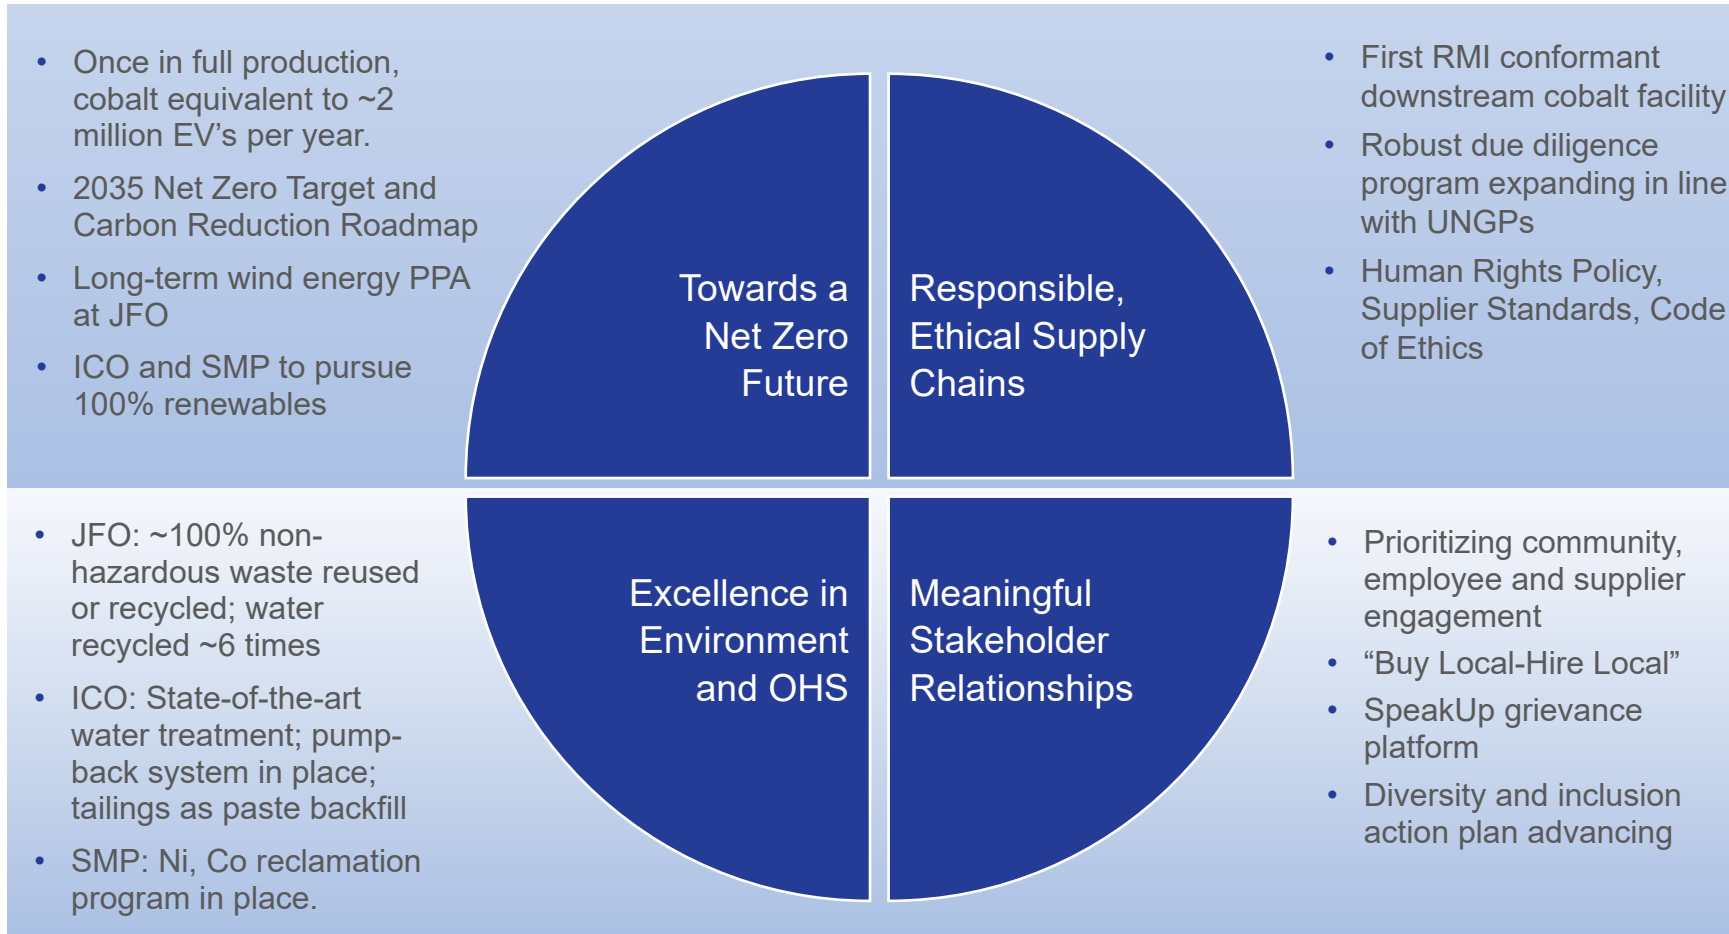 • Once in full production,
cobalt equivalent to ~2
million EV’s per year.
• 2035 Net Zero Target and
Carbon Reduction Roadmap
• Long-term wind energy PPA
at JFO
• ICO and SMP to pursue
100% renewables
Towards a
Net Zero
Future
Responsible,
Ethical Supply
Chains
• First RMI conformant
downstream cobalt facility
• Robust due diligence
program expanding in line
with UNGPs
• Human Rights Policy,
Supplier Standards, Code
of Ethics
• JFO: ~100% non-
hazardous waste reused
or recycled; water
recycled ~6 times
• ICO: State-of-the-art
water treatment; pump-
back system in place;
tailings as paste backfill
• SMP: Ni, Co reclamation
program in place.
Excellence in
Environment
and OHS
Meaningful
Stakeholder
Relationships
• Prioritizing community,
employee and supplier
engagement
• “Buy Local-Hire Local”
• SpeakUp grievance
platform
• Diversity and inclusion
action plan advancing